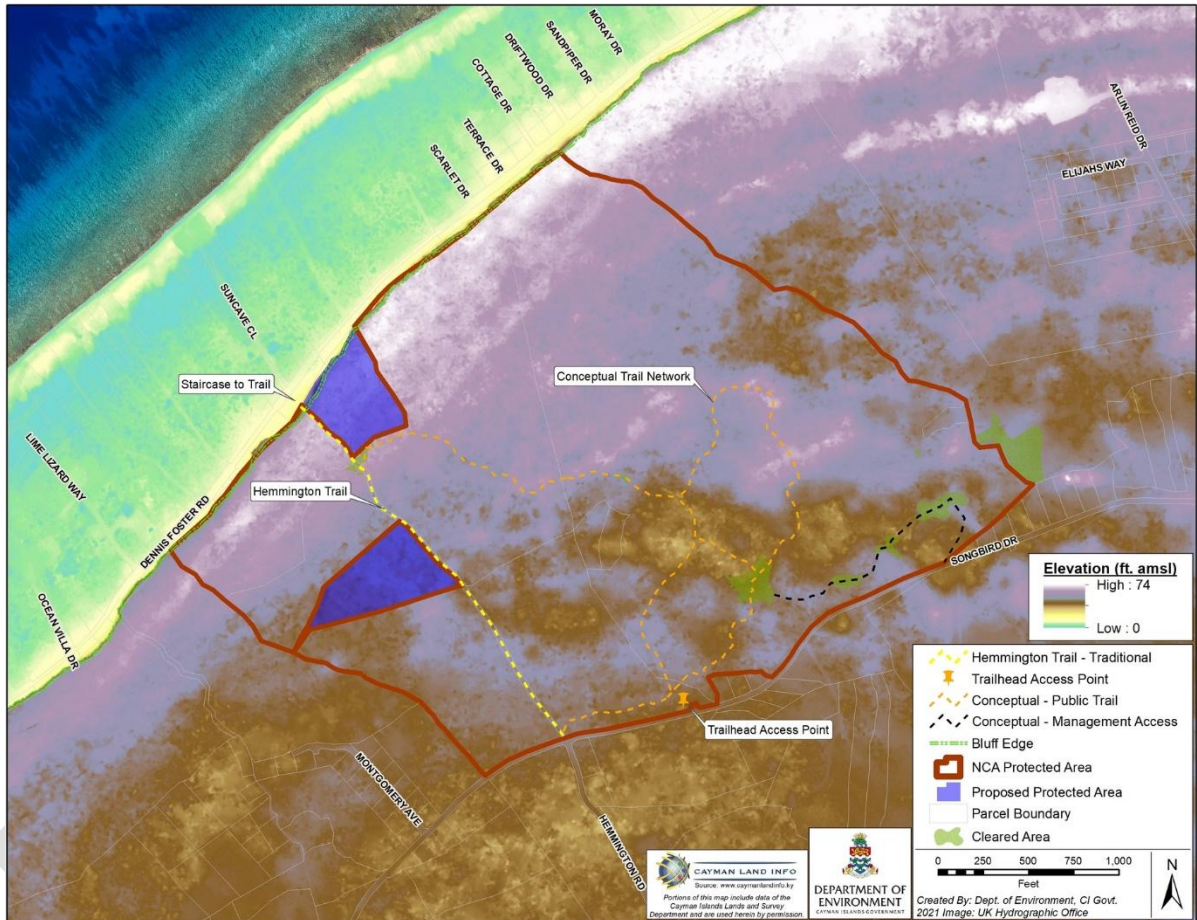 MORAY DR
SANDPIPER DR
DRIFTWOOD DR
COTTAGE DR
TERRACE DR
SCARLET DR
ARLIN REID DR
ELIJAHS WAY
SUNCAVE CL
Staircase to Trail
Conceptual Trail Network
LIME LIZARD WAY
Hemmington Trail
DENNIS FOSTER RD
SONGBIRD DR
OCEAN VILLA DR
Trailhead Access Point
MONTGOMERY AVE
HEMMINGTON RD
Elevation (ft. amsl)
High : 74
Low : 0
Hemmington Trail - Traditional
Trailhead Access Point
Conceptual - Public Trail
Conceptual - Management Access
Bluff Edge
NCA Protected Area
Proposed Protected Area
Parcel Boundary
Cleared Area
0 250 500 750 1,000
Feet
N
Created By: Dept. of Environment, CI Govt.
2021 Image: UK Hydrographic Office
CAYMAN LAND INFO
Source: www.caymanlandinfo.ky
Portions of this map include data of the
Cayman Islands Lands and Survey
Department and are used herein by permission.
DEPARTMENT OF
ENVIRONMENT
CAYMAN ISLANDS GOVERNMENT